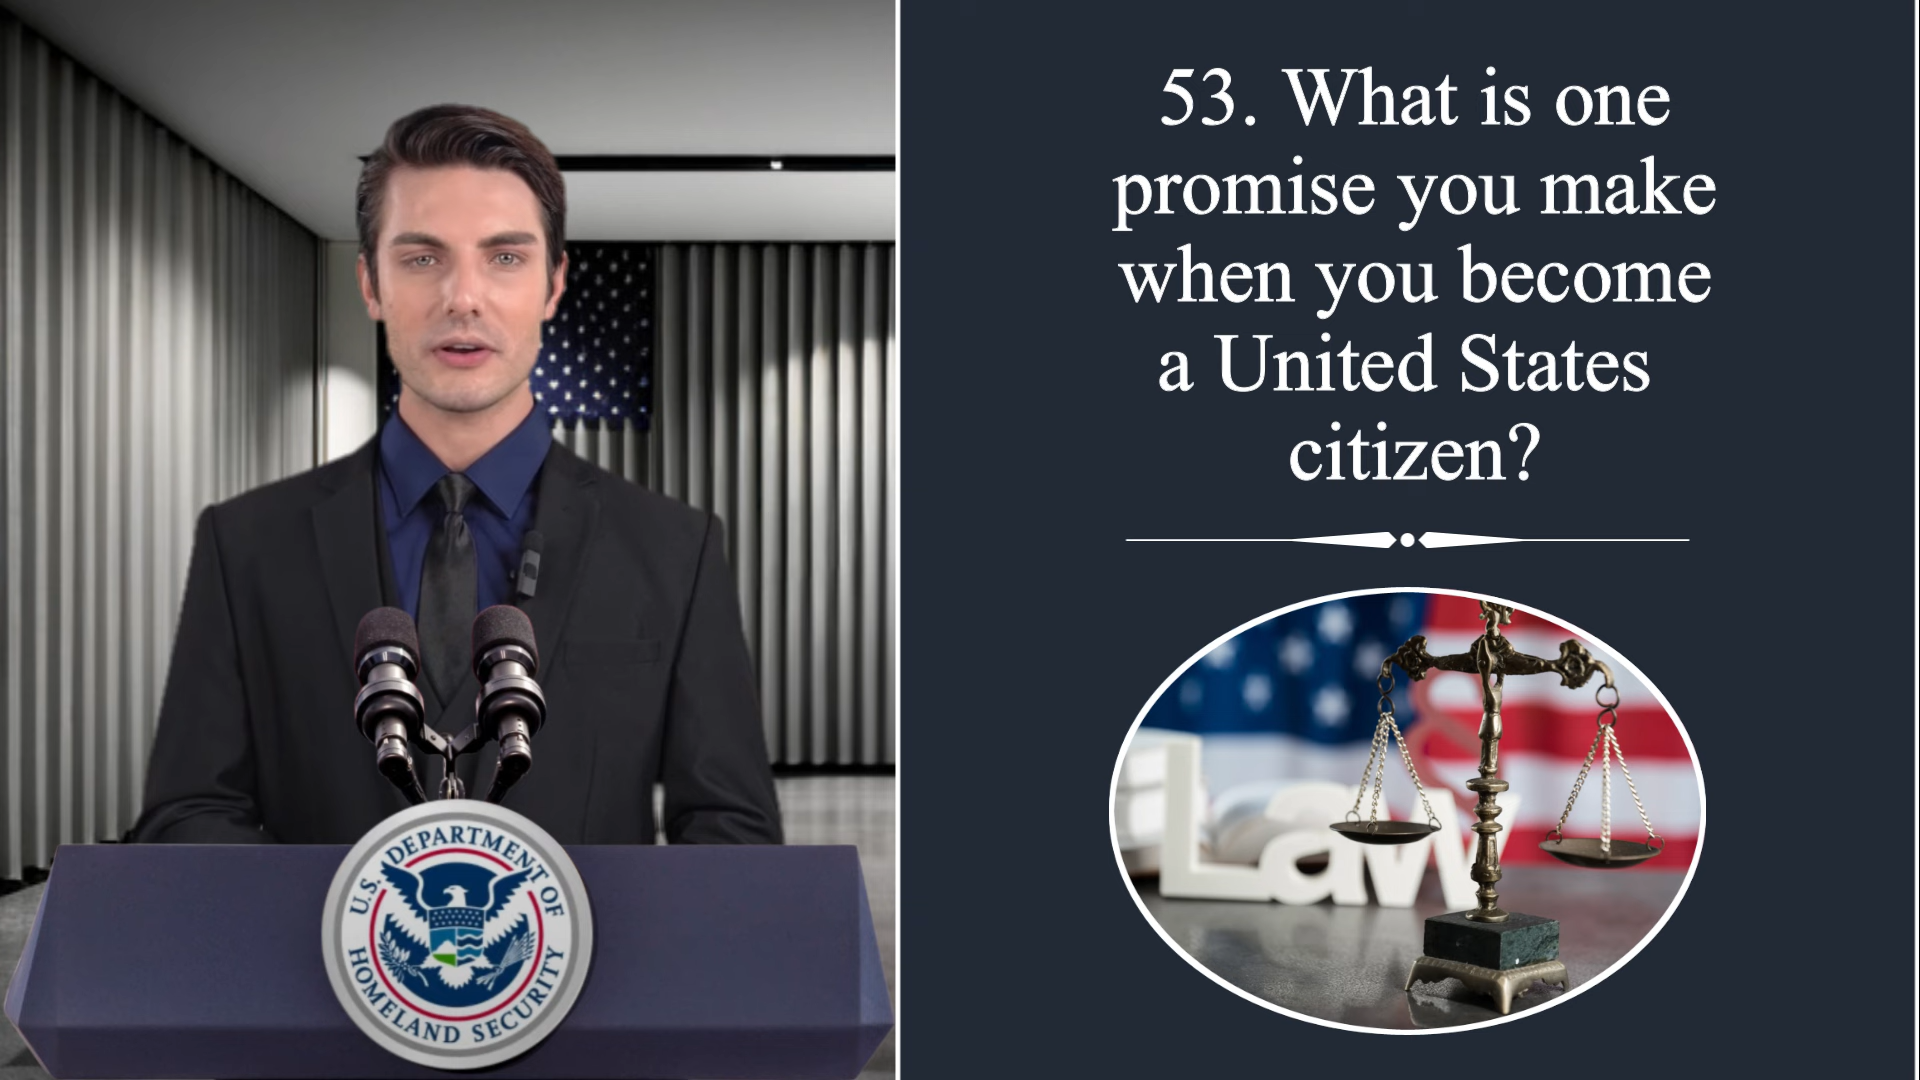 53. What is one
promise you make
when you become
a United States
citizen?
U.S. DEPARTMENT OF
HOMELAND SECURITY
Law